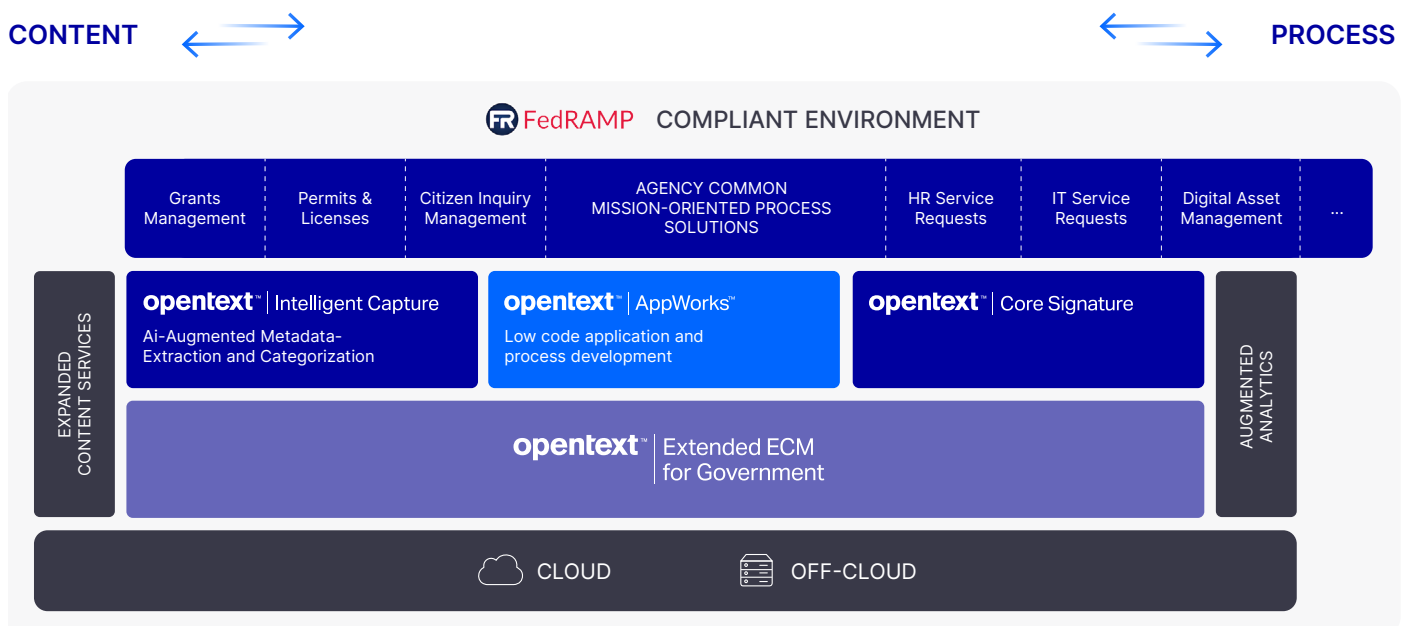 CONTENT
PROCESS
FR FedRAMP COMPLIANT ENVIRONMENT
Grants
Management
Permits &
Licenses
Citizen Inquiry
Management
AGENCY COMMON
MISSION-ORIENTED PROCESS
SOLUTIONS
HR Service
Requests
IT Service
Requests
Digital Asset
Management
...
EXPANDED
CONTENT SERVICES
opentext™ | Intelligent Capture
Ai-Augmented Metadata-
Extraction and Categorization
opentext™ | AppWorks™
Low code application and
process development
opentext™ | Core Signature
AUGMENTED
ANALYTICS
opentext™ | Extended ECM
for Government
CLOUD
OFF-CLOUD